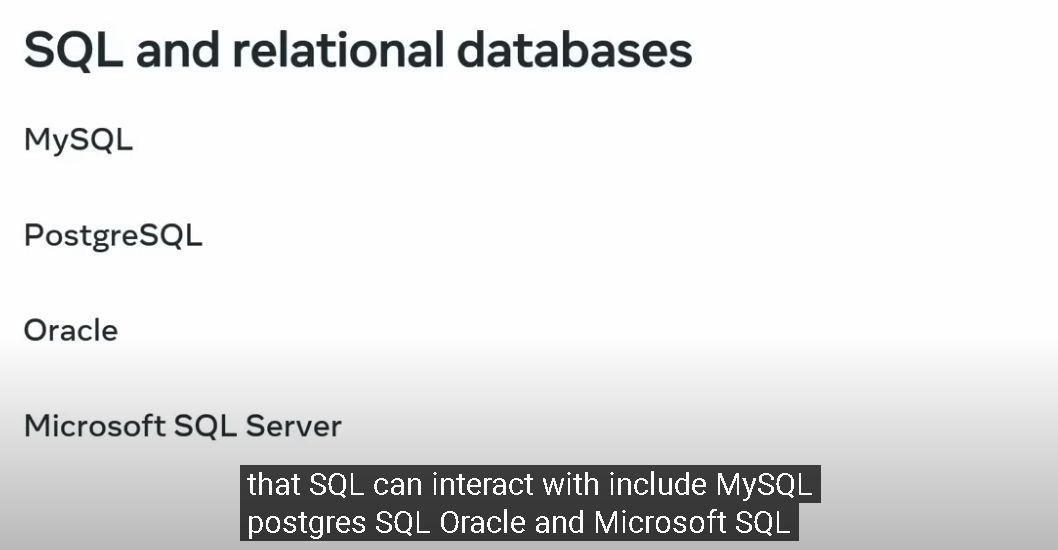 SQL and relational databases
MySQL
PostgreSQL
Oracle
Microsoft SQL Server
that SQL can interact with include MySQL
postgres SQL Oracle and Microsoft SQL